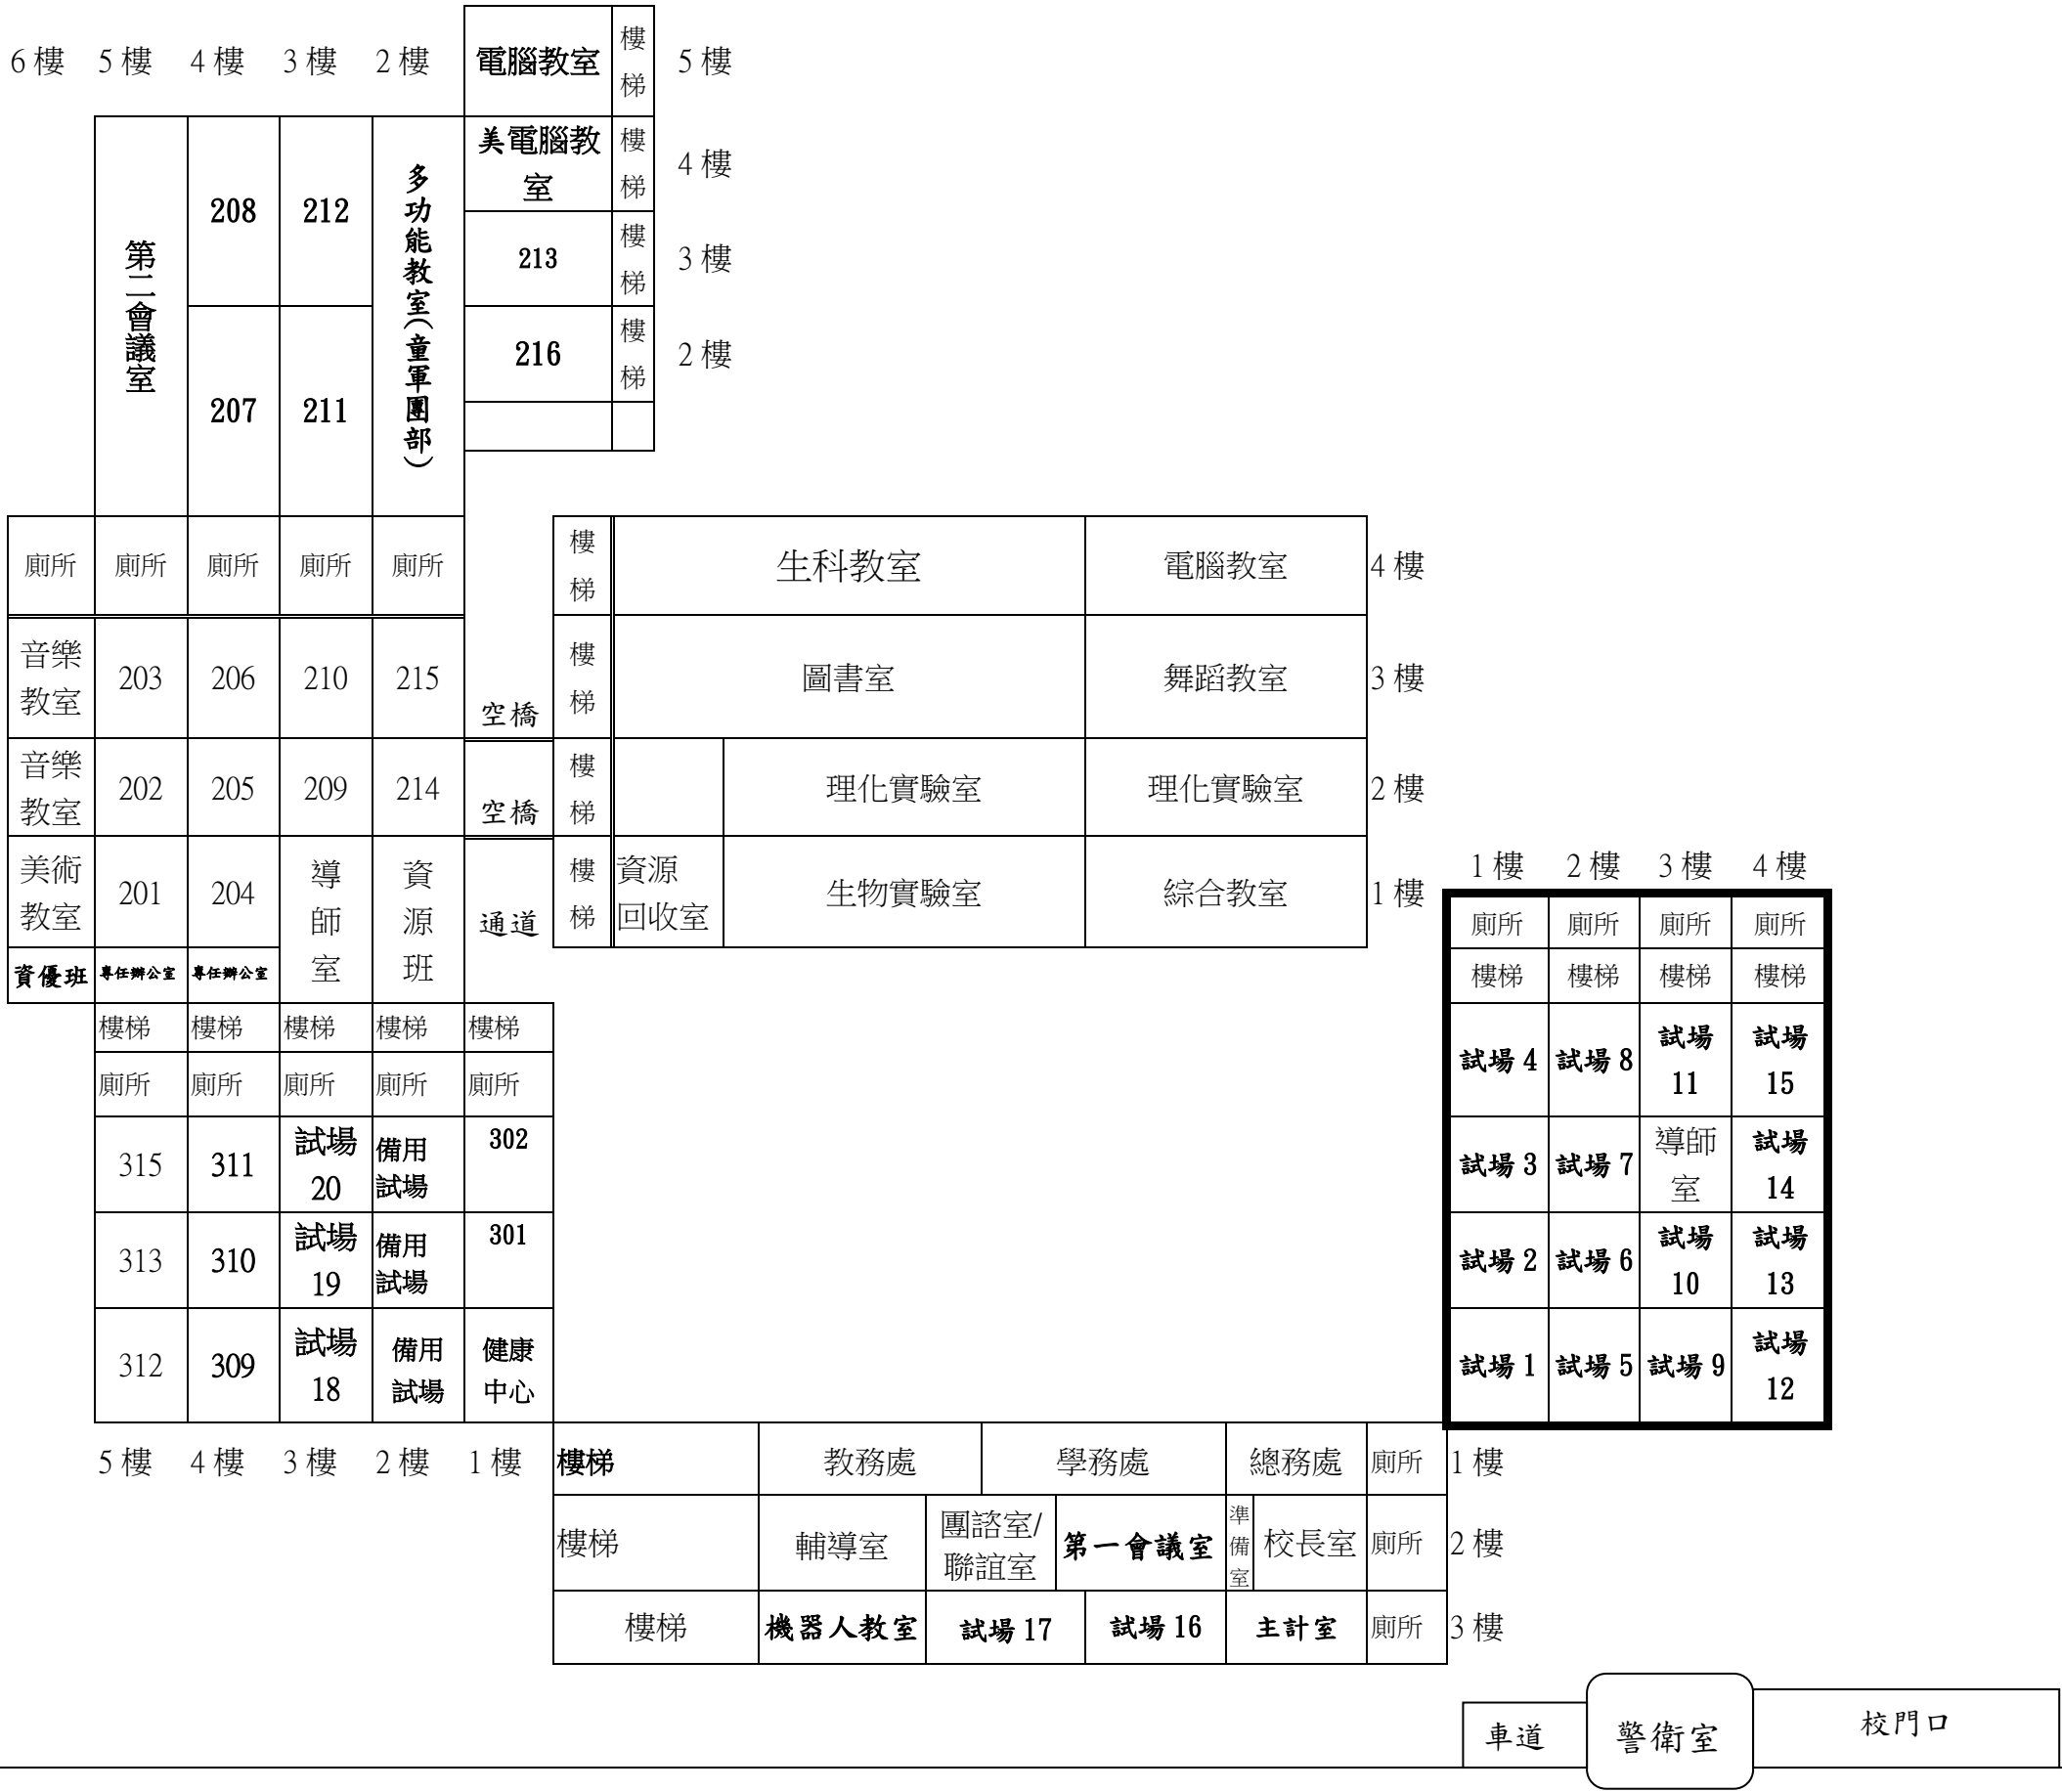 6樓 5樓 4樓 3樓 2樓 電腦教室 樓梯 5樓
美電腦教室 樓梯 4樓
第二會議室 208 212 多功能教室(童軍團部)
213 樓梯 3樓
207 211 216 樓梯 2樓
廁所 廁所 廁所 廁所 廁所 樓梯 生科教室 電腦教室 4樓
音樂教室 203 206 210 215 空橋 樓梯 圖書室 舞蹈教室 3樓
音樂教室 202 205 209 214 空橋 樓梯 理化實驗室 理化實驗室 2樓
美術教室 201 204 導師室 資源班 通道 樓梯 資源回收室 生物實驗室 綜合教室 1樓
資優班 專任辦公室 專任辦公室
樓梯 樓梯 樓梯 樓梯 樓梯
廁所 廁所 廁所 廁所 廁所
315 311 試場20 備用試場 302
313 310 試場19 備用試場 301
312 309 試場18 備用試場 健康中心
5樓 4樓 3樓 2樓 1樓
1樓 2樓 3樓 4樓
廁所 廁所 廁所 廁所
樓梯 樓梯 樓梯 樓梯
試場4 試場8 試場11 試場15
試場3 試場7 導師室 試場14
試場2 試場6 試場10 試場13
試場1 試場5 試場9 試場12
樓梯 教務處 學務處 總務處 廁所 1樓
樓梯 輔導室 團諮室/聯誼室 第一會議室 準備室 校長室 廁所 2樓
樓梯 機器人教室 試場17 試場16 主計室 廁所 3樓
車道 警衛室 校門口